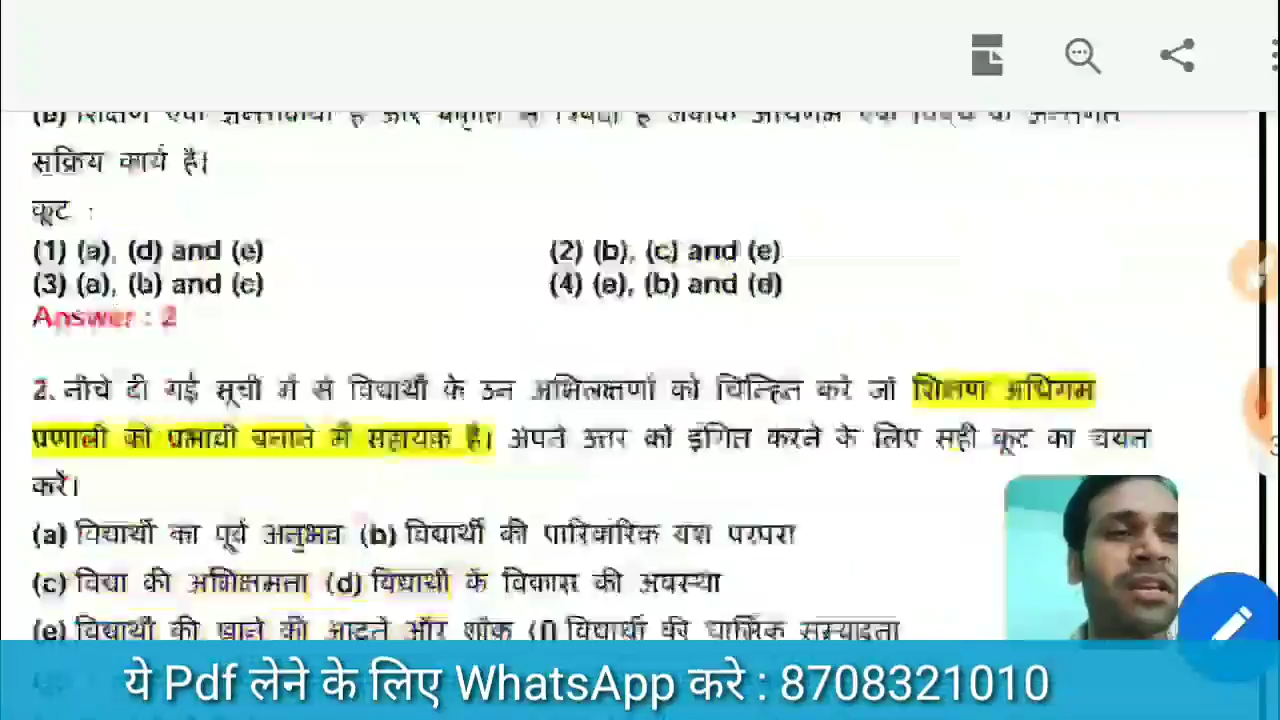 सक्रिय कार्य है।
कूट :
(1) (a), (d) and (e)
(2) (b), (c) and (e)
(3) (a), (b) and (c)
(4) (a), (b) and (d)
Answer : 2
2. नीचे दी गई सूची में से विद्यार्थी के उन अभिलक्षणों को चिन्हित करें जो शिक्षण अधिगम
प्रणाली को प्रभावी बनाने में सहायक है। अपने उत्तर को इंगित करने के लिए सही कूट का चयन
करें।
(a) विद्यार्थी का पूर्व अनुभव (b) विद्यार्थी की पारिवारिक वंश परंपरा
(c) विद्या की अभिक्षमता (d) विद्यार्थी के विकास की अवस्था
(e) विद्यार्थी की खाने की आदतें और शौक (f) विद्यार्थी की धार्मिक
ये Pdf लेने के लिए WhatsApp करे : 8708321010